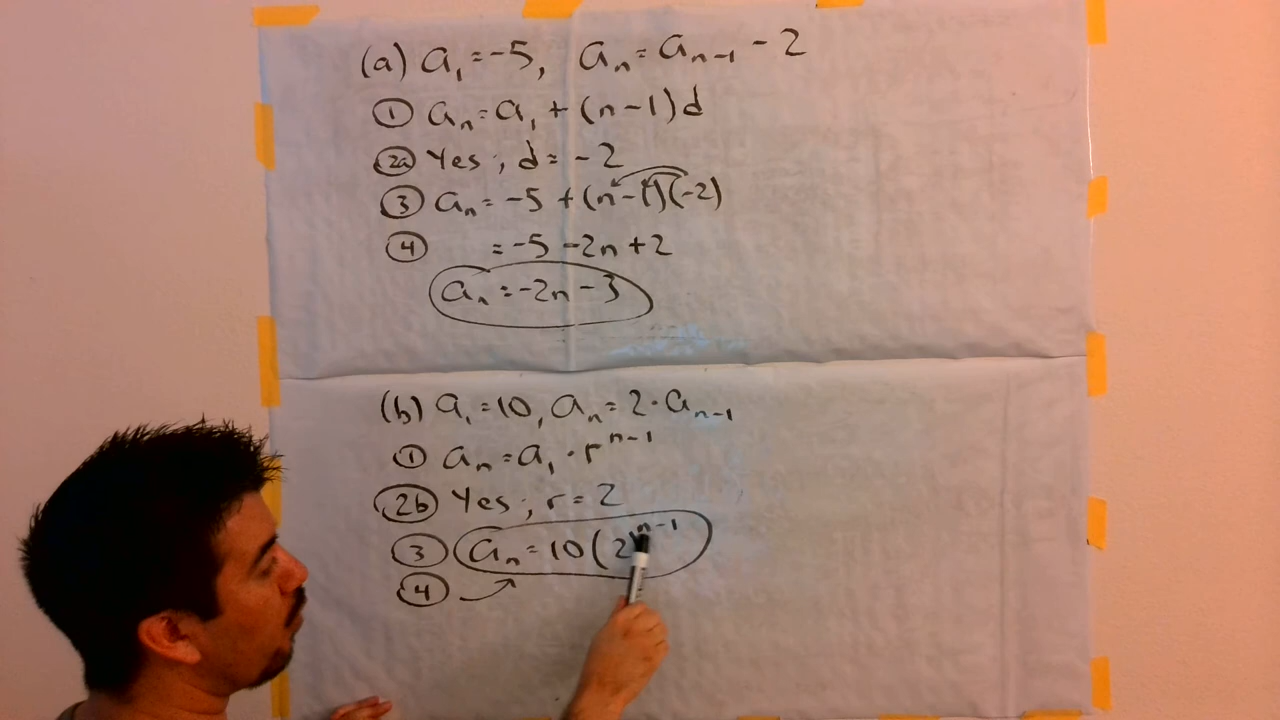 (a) a₁ = -5, aₙ = aₙ₋₁ - 2
① aₙ = a₁ + (n-1)d
2a Yes; d = -2
③ aₙ = -5 + (n-1)(-2)
④ = -5 -2n + 2
aₙ = -2n - 3
(b) a₁ = 10, aₙ = 2·aₙ₋₁
① aₙ = a₁ · rⁿ⁻¹
2b Yes; r = 2
③ aₙ = 10(2)ⁿ⁻¹
④